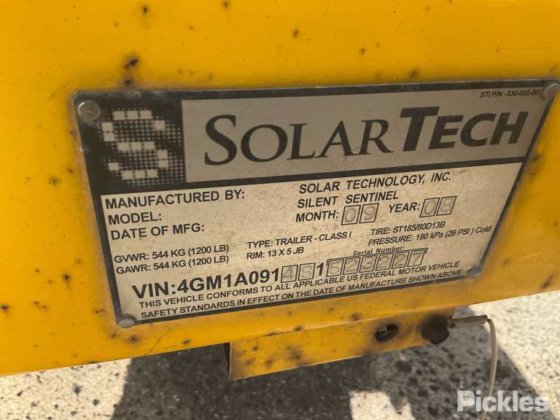 STI P/N - 530-025-00
S SOLARTECH
MANUFACTURED BY: SOLAR TECHNOLOGY, INC.
MODEL: SILENT SENTINEL
DATE OF MFG: MONTH: 09 YEAR:
GVWR: 544 KG (1200 LB) TYPE: TRAILER - CLASS I TIRE: ST185/80D13B
GAWR: 544 KG (1200 LB) RIM: 13 X 5 JB PRESSURE: 180 kPa (26 PSI) Cold
Serial Number
VIN:4GM1A091
THIS VEHICLE CONFORMS TO ALL APPLICABLE US FEDERAL MOTOR VEHICLE
SAFETY STANDARDS IN EFFECT ON THE DATE OF MANUFACTURE SHOWN ABOVE.
Pickles